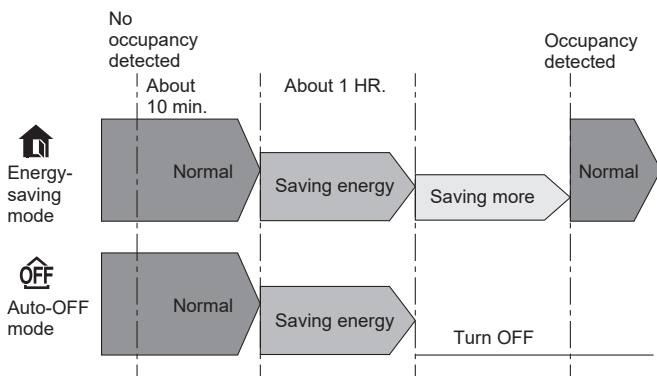 No
occupancy
detected
About
10 min.
About 1 HR.
Occupancy
detected
Energy-
saving
mode
Normal
Saving energy
Saving more
Normal
OFF
Auto-OFF
mode
Normal
Saving energy
Turn OFF